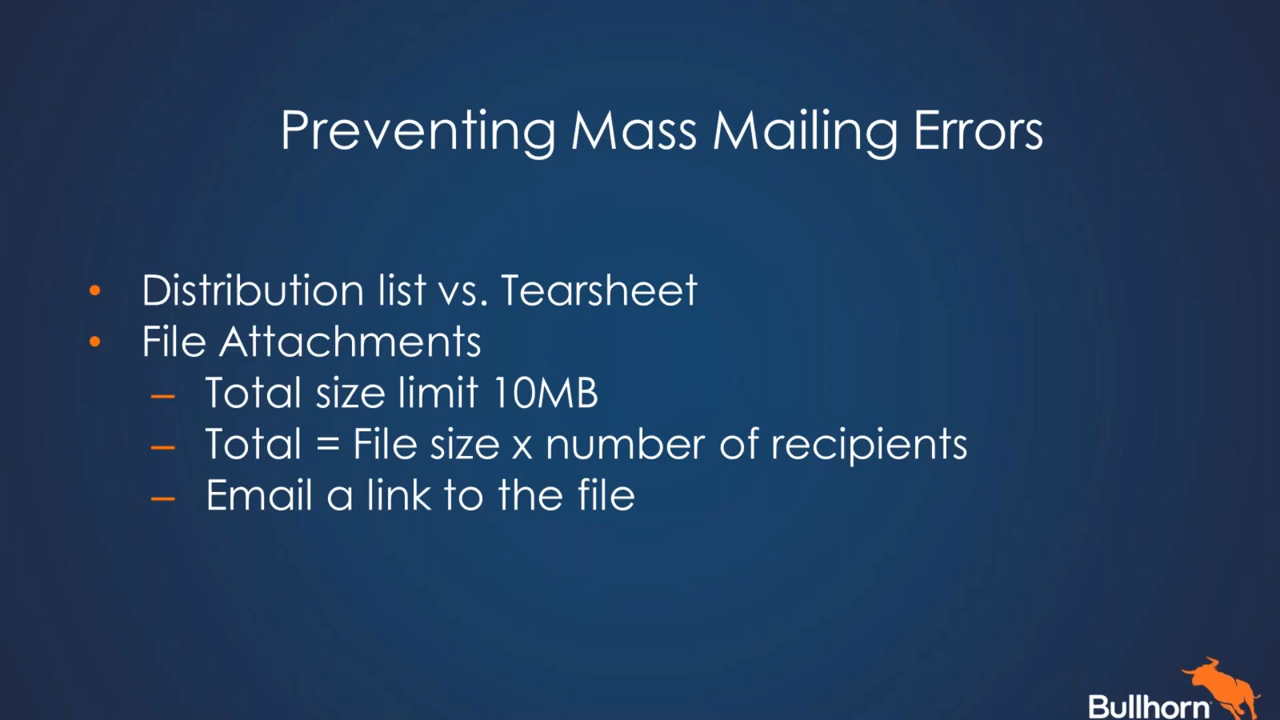 Preventing Mass Mailing Errors
• Distribution list vs. Tearsheet
• File Attachments
– Total size limit 10MB
– Total = File size x number of recipients
– Email a link to the file
Bullhorn